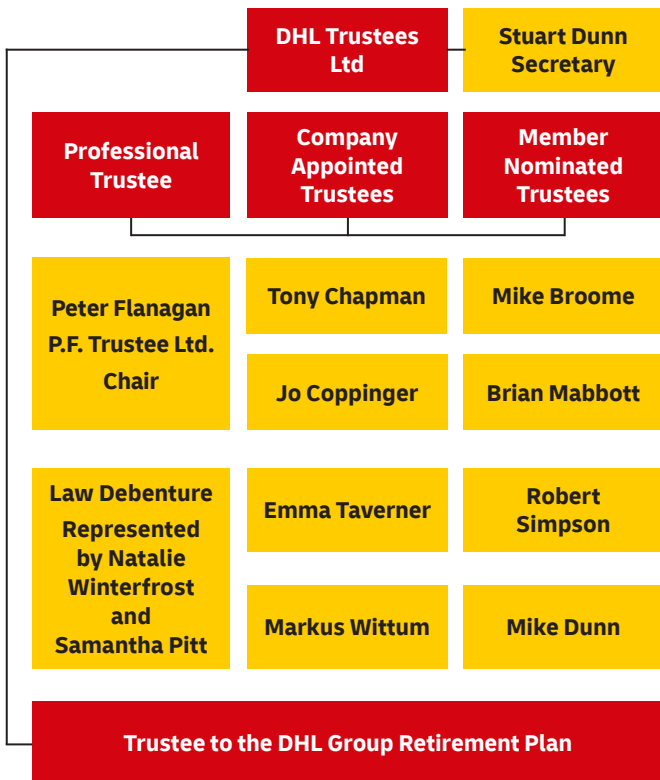 DHL Trustees
Ltd
Stuart Dunn
Secretary
Professional
Trustee
Company
Appointed
Trustees
Member
Nominated
Trustees
Peter Flanagan
P.F. Trustee Ltd.
Chair
Tony Chapman
Mike Broome
Jo Coppinger
Brian Mabbott
Law Debenture
Represented
by Natalie
Winterfrost
and
Samantha Pitt
Emma Taverner
Robert
Simpson
Markus Wittum
Mike Dunn
Trustee to the DHL Group Retirement Plan